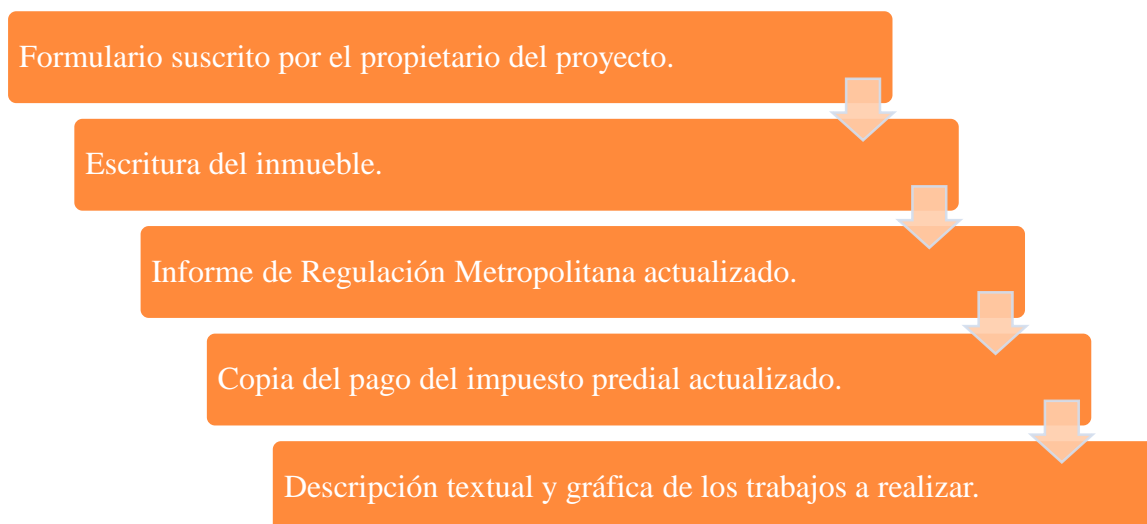 Formulario suscrito por el propietario del proyecto.
Escritura del inmueble.
Informe de Regulación Metropolitana actualizado.
Copia del pago del impuesto predial actualizado.
Descripción textual y gráfica de los trabajos a realizar.